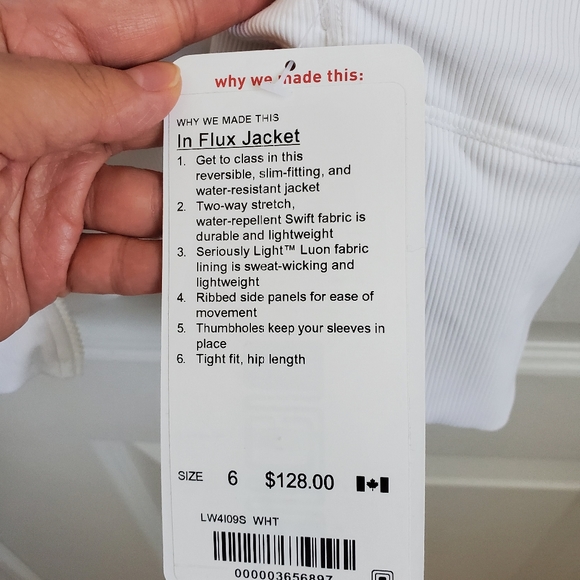 why we made this:
WHY WE MADE THIS
In Flux Jacket
1. Get to class in this
reversible, slim-fitting, and
water-resistant jacket
2. Two-way stretch,
water-repellent Swift fabric is
durable and lightweight
3. Seriously Light™ Luon fabric
lining is sweat-wicking and
lightweight
4. Ribbed side panels for ease of
movement
5. Thumbholes keep your sleeves in
place
6. Tight fit, hip length
SIZE 6 $128.00
LW4I09S WHT
000003656897